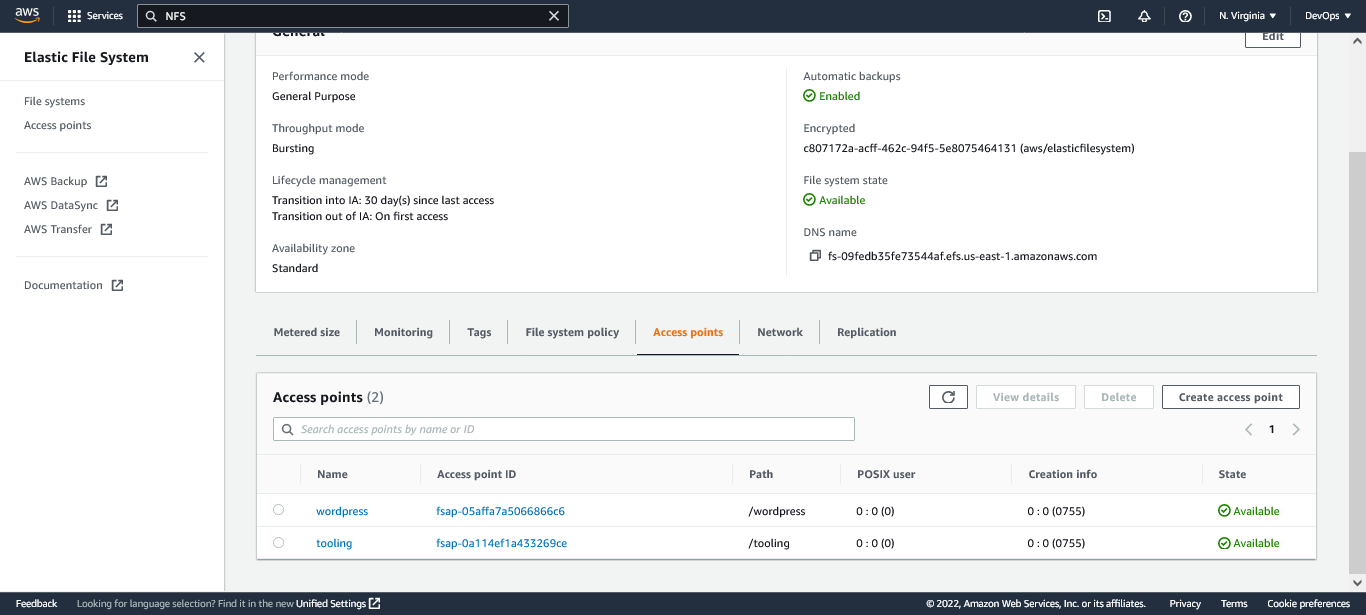 aws
Services
NFS
N. Virginia
DevOps
Elastic File System
File systems
Access points
AWS Backup
AWS DataSync
AWS Transfer
Documentation
General
Edit
Performance mode
General Purpose
Throughput mode
Bursting
Lifecycle management
Transition into IA: 30 day(s) since last access
Transition out of IA: On first access
Availability zone
Standard
Automatic backups
Enabled
Encrypted
c807172a-acff-462c-94f5-5e8075464131 (aws/elasticfilesystem)
File system state
Available
DNS name
fs-09fedb35fe73544af.efs.us-east-1.amazonaws.com
Metered size Monitoring Tags File system policy Access points Network Replication
Access points (2)
View details Delete Create access point
Search access points by name or ID
1
Name Access point ID Path POSIX user Creation info State
wordpress fsap-05affa7a5066866c6 /wordpress 0 : 0 (0) 0 : 0 (0755) Available
tooling fsap-0a114ef1a433269ce /tooling 0 : 0 (0) 0 : 0 (0755) Available
Feedback Looking for language selection? Find it in the new Unified Settings © 2022, Amazon Web Services, Inc. or its affiliates. Privacy Terms Cookie preferences